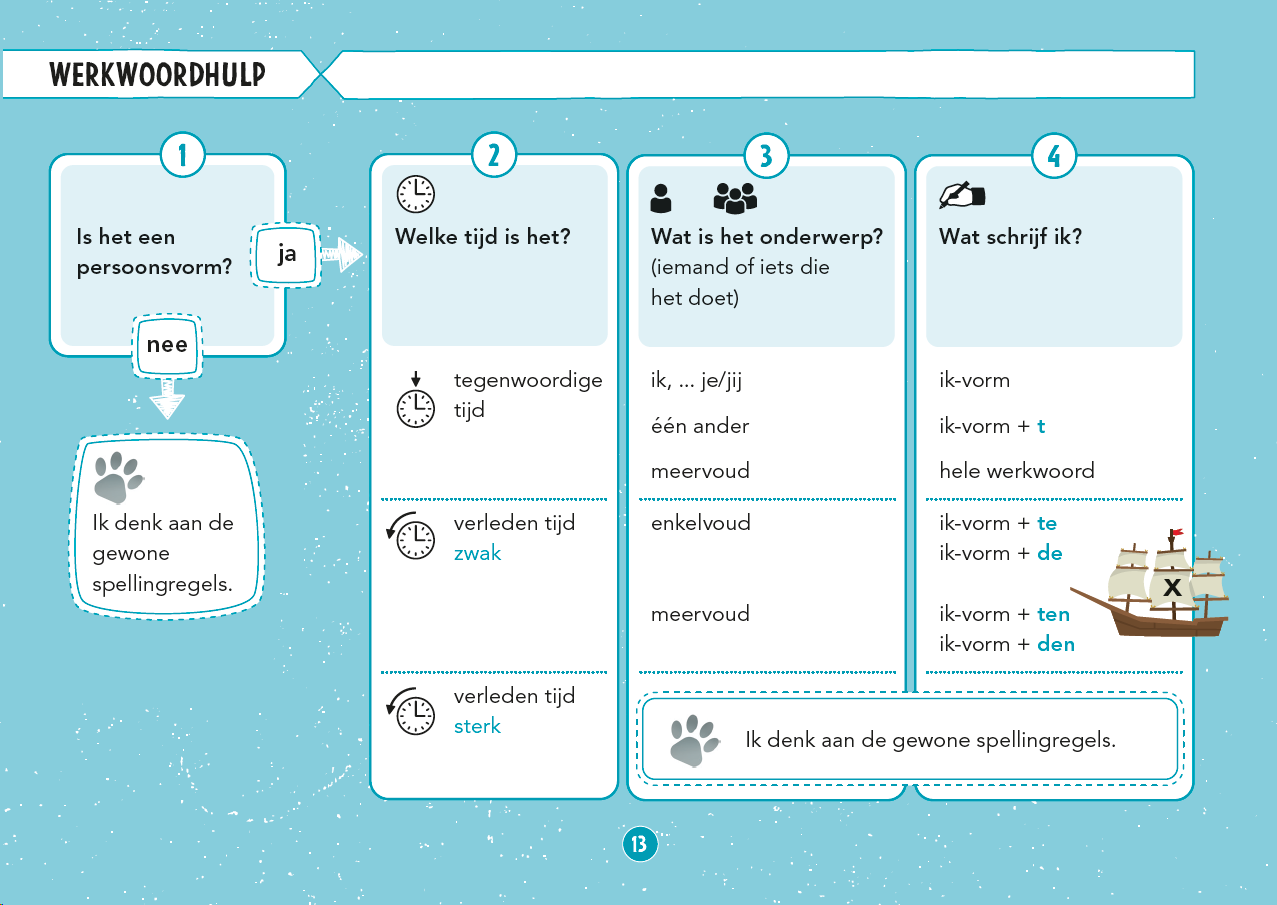 WERKWOORDHULP
1
Is het een
persoonsvorm?
ja
nee
Ik denk aan de
gewone
spellingregels.
2
Welke tijd is het?
3
Wat is het onderwerp?
(iemand of iets die
het doet)
4
Wat schrijf ik?
tegenwoordige
tijd
ik, ... je/jij
ik-vorm
één ander
ik-vorm + t
meervoud
hele werkwoord
verleden tijd
zwak
enkelvoud
ik-vorm + te
ik-vorm + de
meervoud
ik-vorm + ten
ik-vorm + den
X
verleden tijd
sterk
Ik denk aan de gewone spellingregels.
13